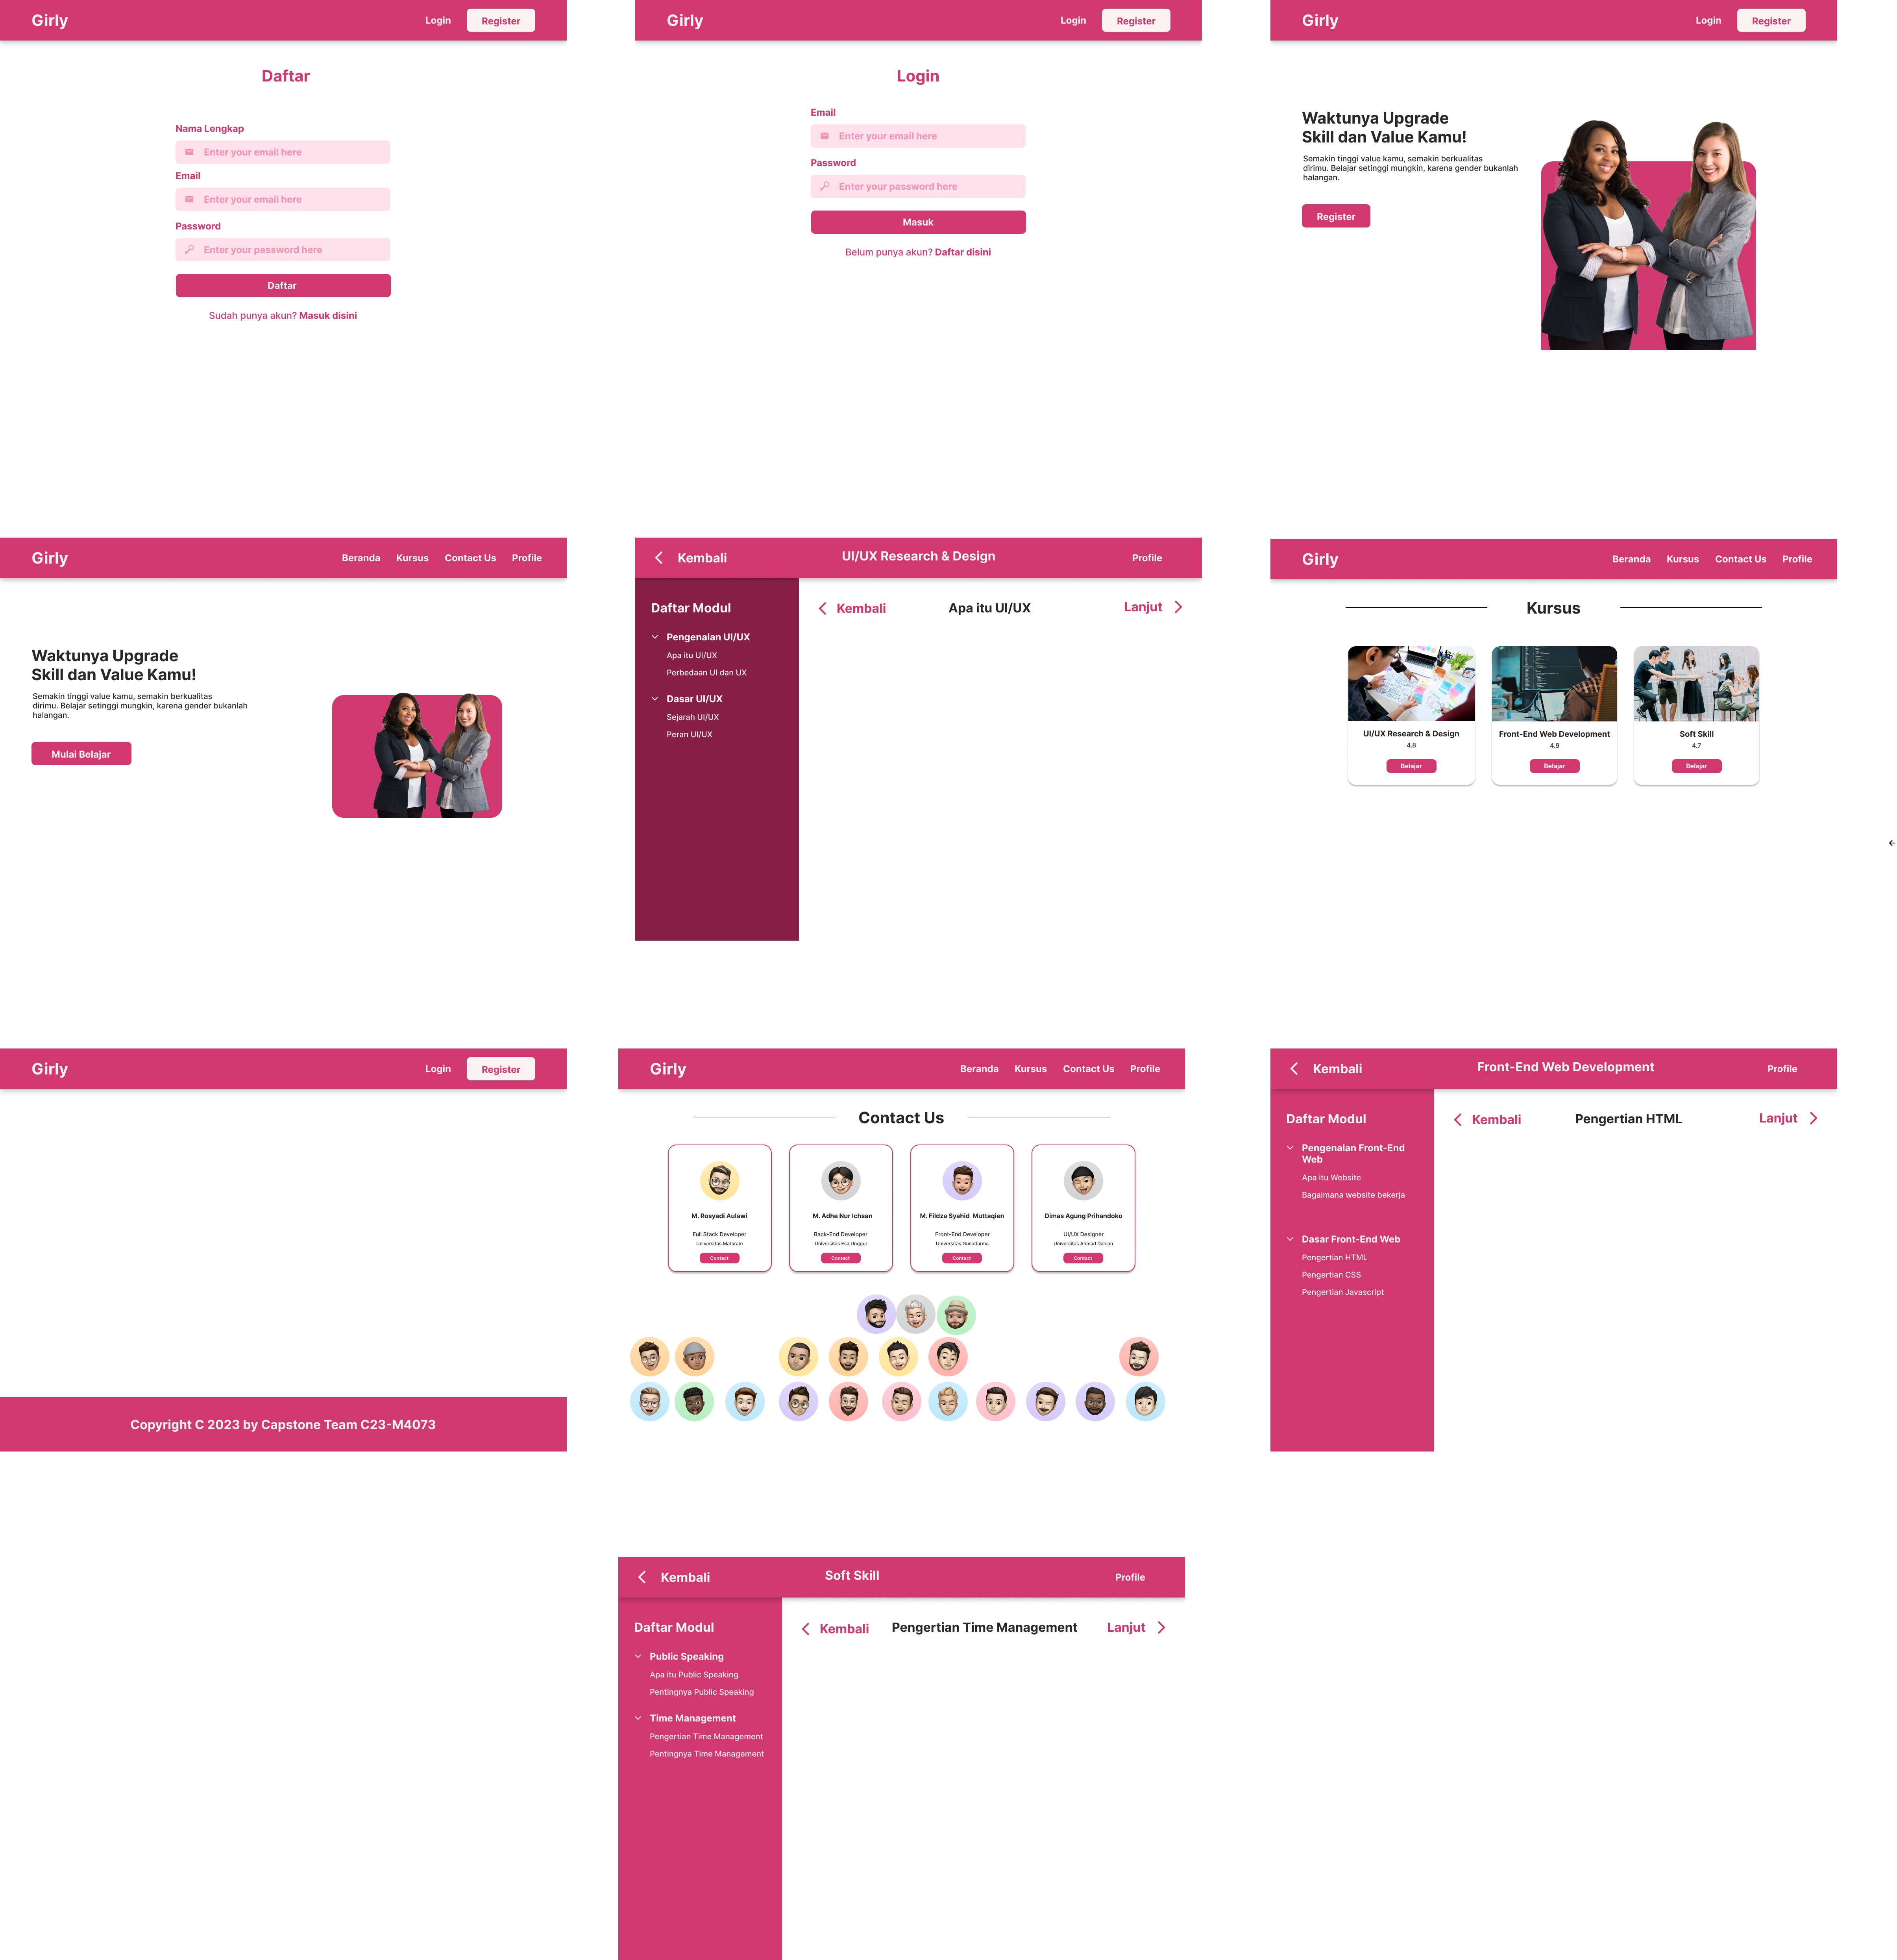 Girly
Login
Register
Daftar
Nama Lengkap
Enter your email here
Email
Enter your email here
Password
Enter your password here
Daftar
Sudah punya akun? Masuk disini
Girly
Login
Register
Login
Email
Enter your email here
Password
Enter your password here
Masuk
Belum punya akun? Daftar disini
Girly
Login
Register
Waktunya Upgrade
Skill dan Value Kamu!
Semakin tinggi value kamu, semakin berkualitas
dirimu. Belajar setinggi mungkin, karena gender bukanlah
halangan.
Register
Girly
Beranda
Kursus
Contact Us
Profile
Waktunya Upgrade
Skill dan Value Kamu!
Semakin tinggi value kamu, semakin berkualitas
dirimu. Belajar setinggi mungkin, karena gender bukanlah
halangan.
Mulai Belajar
Kembali
UI/UX Research & Design
Profile
Daftar Modul
Pengenalan UI/UX
Apa itu UI/UX
Perbedaan UI dan UX
Dasar UI/UX
Sejarah UI/UX
Peran UI/UX
Kembali
Apa itu UI/UX
Lanjut
Girly
Beranda
Kursus
Contact Us
Profile
Kursus
UI/UX Research & Design
4.8
Belajar
Front-End Web Development
4.9
Belajar
Soft Skill
4.7
Belajar
Girly
Login
Register
Copyright C 2023 by Capstone Team C23-M4073
Girly
Beranda
Kursus
Contact Us
Profile
Contact Us
M. Rosyadi Aulawi
Full Stack Developer
Universitas Mataram
Contact
M. Adhe Nur Ichsan
Back-End Developer
Universitas Esa Unggul
Contact
M. Fildza Syahid Muttaqien
Front-End Developer
Universitas Gunadarma
Contact
Dimas Agung Prihandoko
UI/UX Designer
Universitas Ahmad Dahlan
Contact
Kembali
Front-End Web Development
Profile
Daftar Modul
Pengenalan Front-End
Web
Apa itu Website
Bagaimana website bekerja
Dasar Front-End Web
Pengertian HTML
Pengertian CSS
Pengertian Javascript
Kembali
Pengertian HTML
Lanjut
Kembali
Soft Skill
Profile
Daftar Modul
Public Speaking
Apa itu Public Speaking
Pentingnya Public Speaking
Time Management
Pengertian Time Management
Pentingnya Time Management
Kembali
Pengertian Time Management
Lanjut